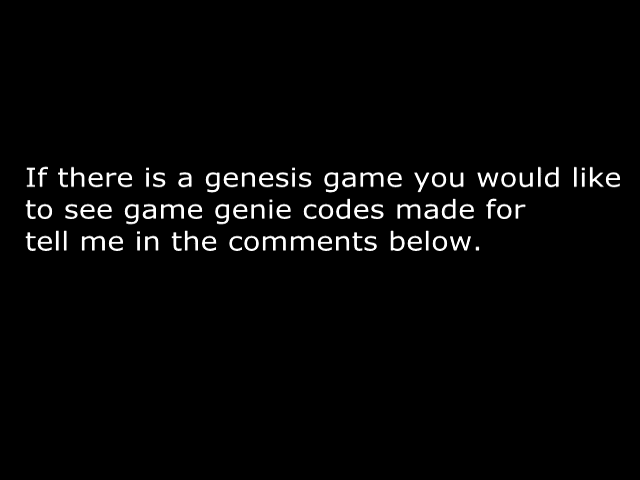 If there is a genesis game you would like
to see game genie codes made for
tell me in the comments below.